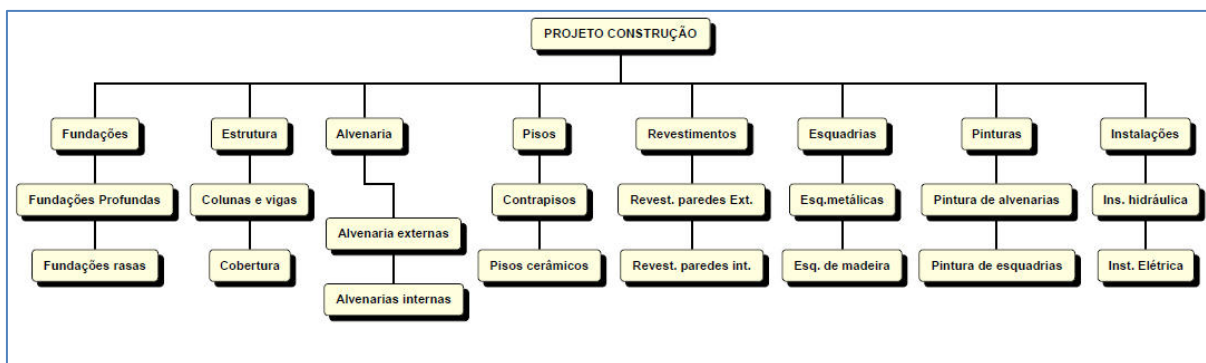 PROJETO CONSTRUÇÃO
Fundações
Estrutura
Alvenaria
Pisos
Revestimentos
Esquadrias
Pinturas
Instalações
Fundações Profundas
Colunas e vigas
Contrapisos
Revest. paredes Ext.
Esq.metálicas
Pintura de alvenarias
Ins. hidráulica
Alvenaria externas
Fundações rasas
Cobertura
Pisos cerâmicos
Revest. paredes int.
Esq. de madeira
Pintura de esquadrias
Inst. Elétrica
Alvenarias internas